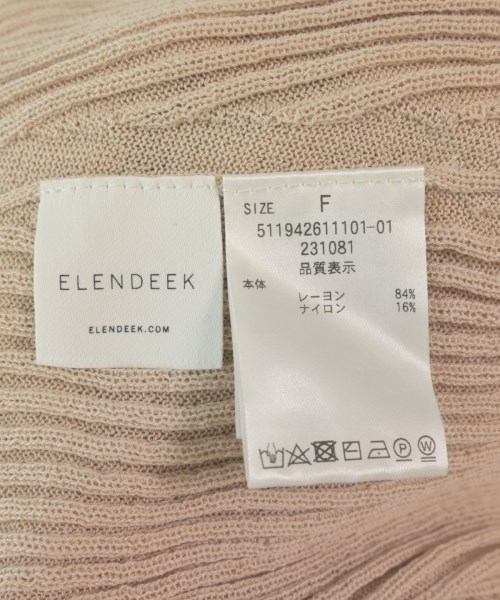 ELENDEEK
ELENDEEK.COM
SIZE F
511942611101-01
231081
品質表示
本体
レーヨン 84%
ナイロン 16%
P W